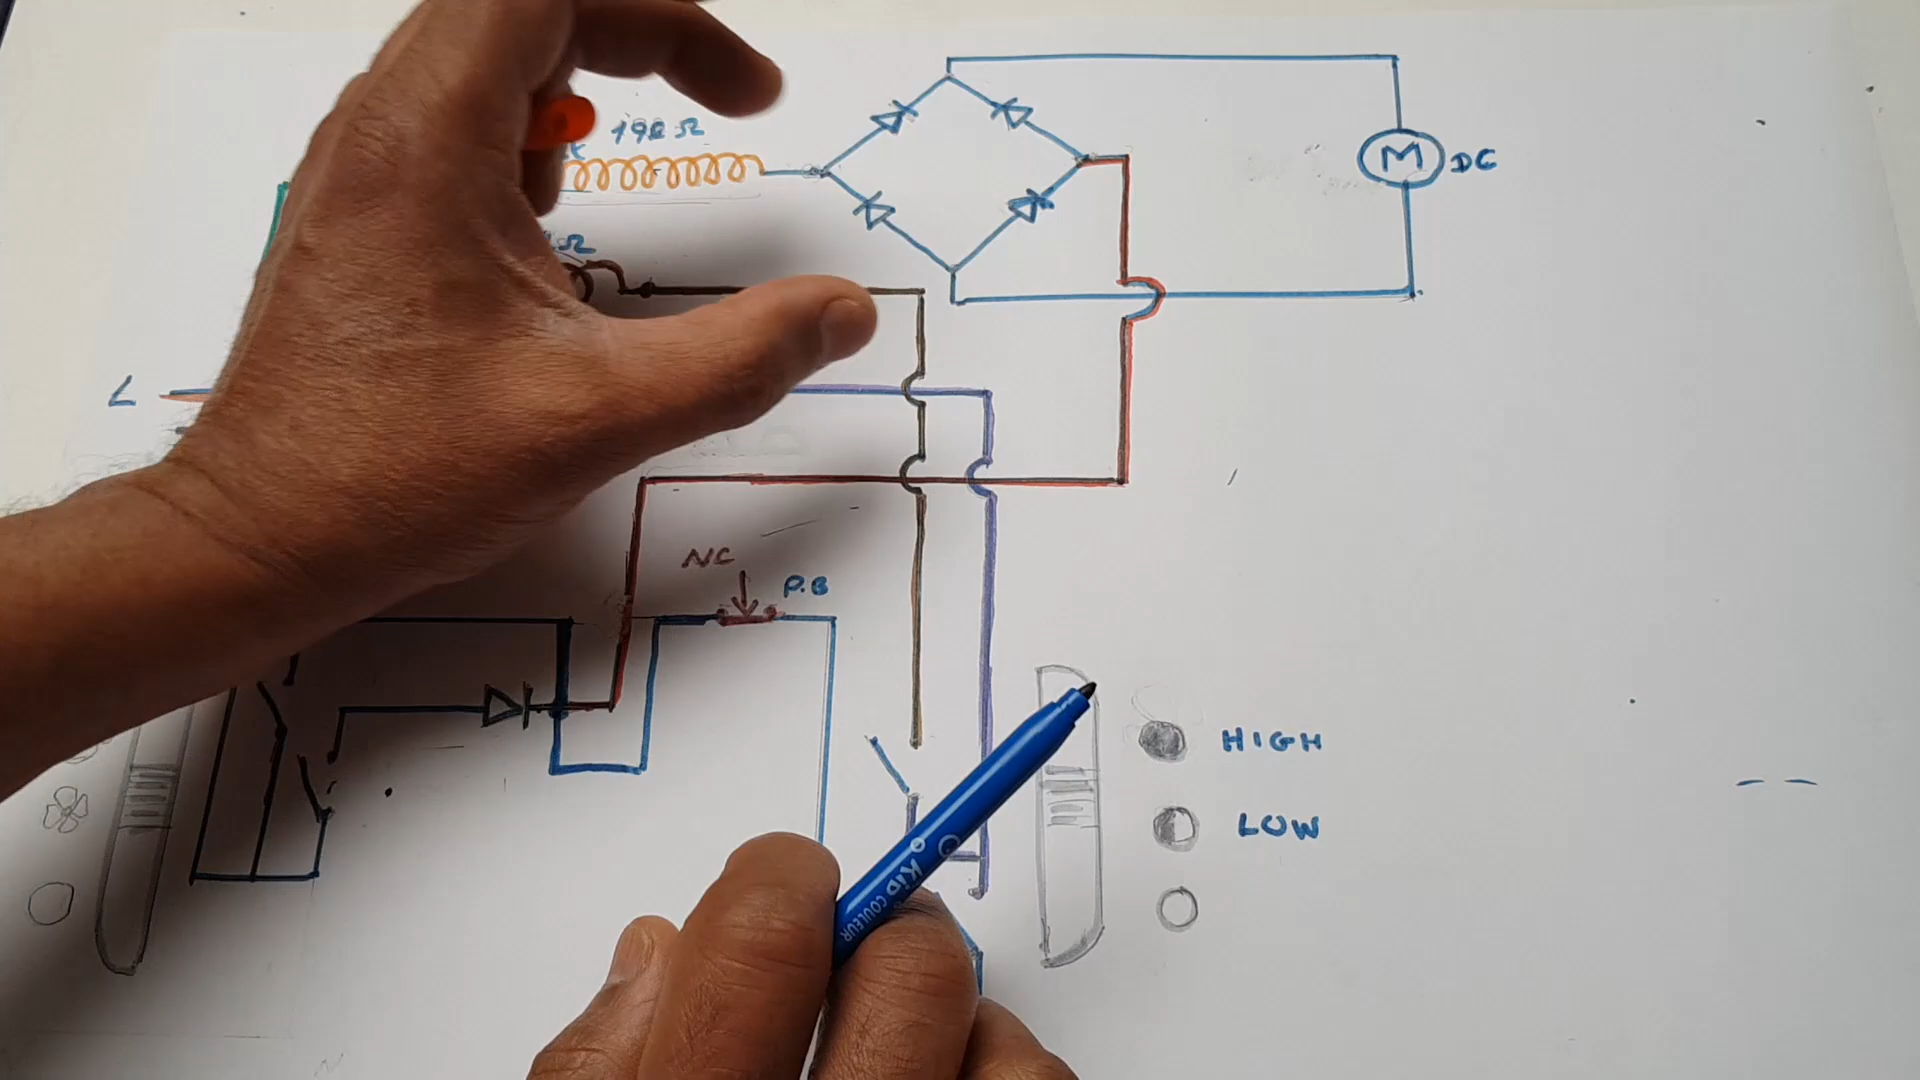 198 Ω
M DC
Ω
L
NC
P.B
HIGH
LOW
KiD COULEUR